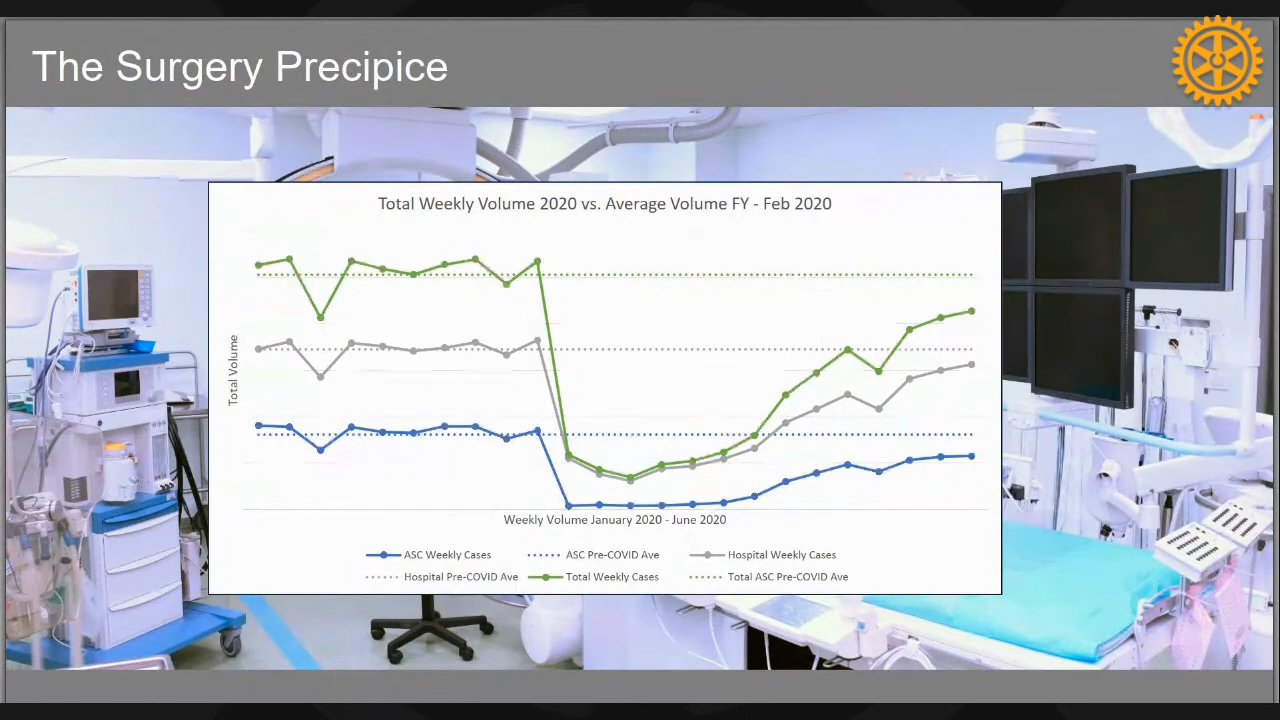 The Surgery Precipice
Total Weekly Volume 2020 vs. Average Volume FY - Feb 2020
Total Volume
Weekly Volume January 2020 - June 2020
ASC Weekly Cases
ASC Pre-COVID Ave
Hospital Weekly Cases
Hospital Pre-COVID Ave
Total Weekly Cases
Total ASC Pre-COVID Ave